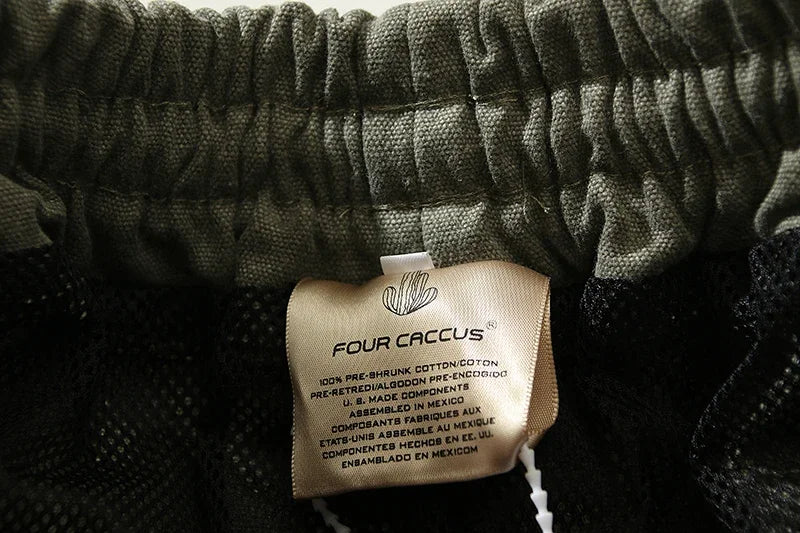 FOUR CACCUS®
100% PRE-SHRUNK COTTON/COTON
PRE-RETREDI/ALGODON PRE-ENCOGIDO
U. S. MADE COMPONENTS
ASSEMBLED IN MEXICO
COMPOSANTS FABRIQUES AUX
ETATS-UNIS ASSEMBLE AU MEXIQUE
COMPONENTES HECHOS EN EE. UU.
ENSAMBLADO EN MEXICOM